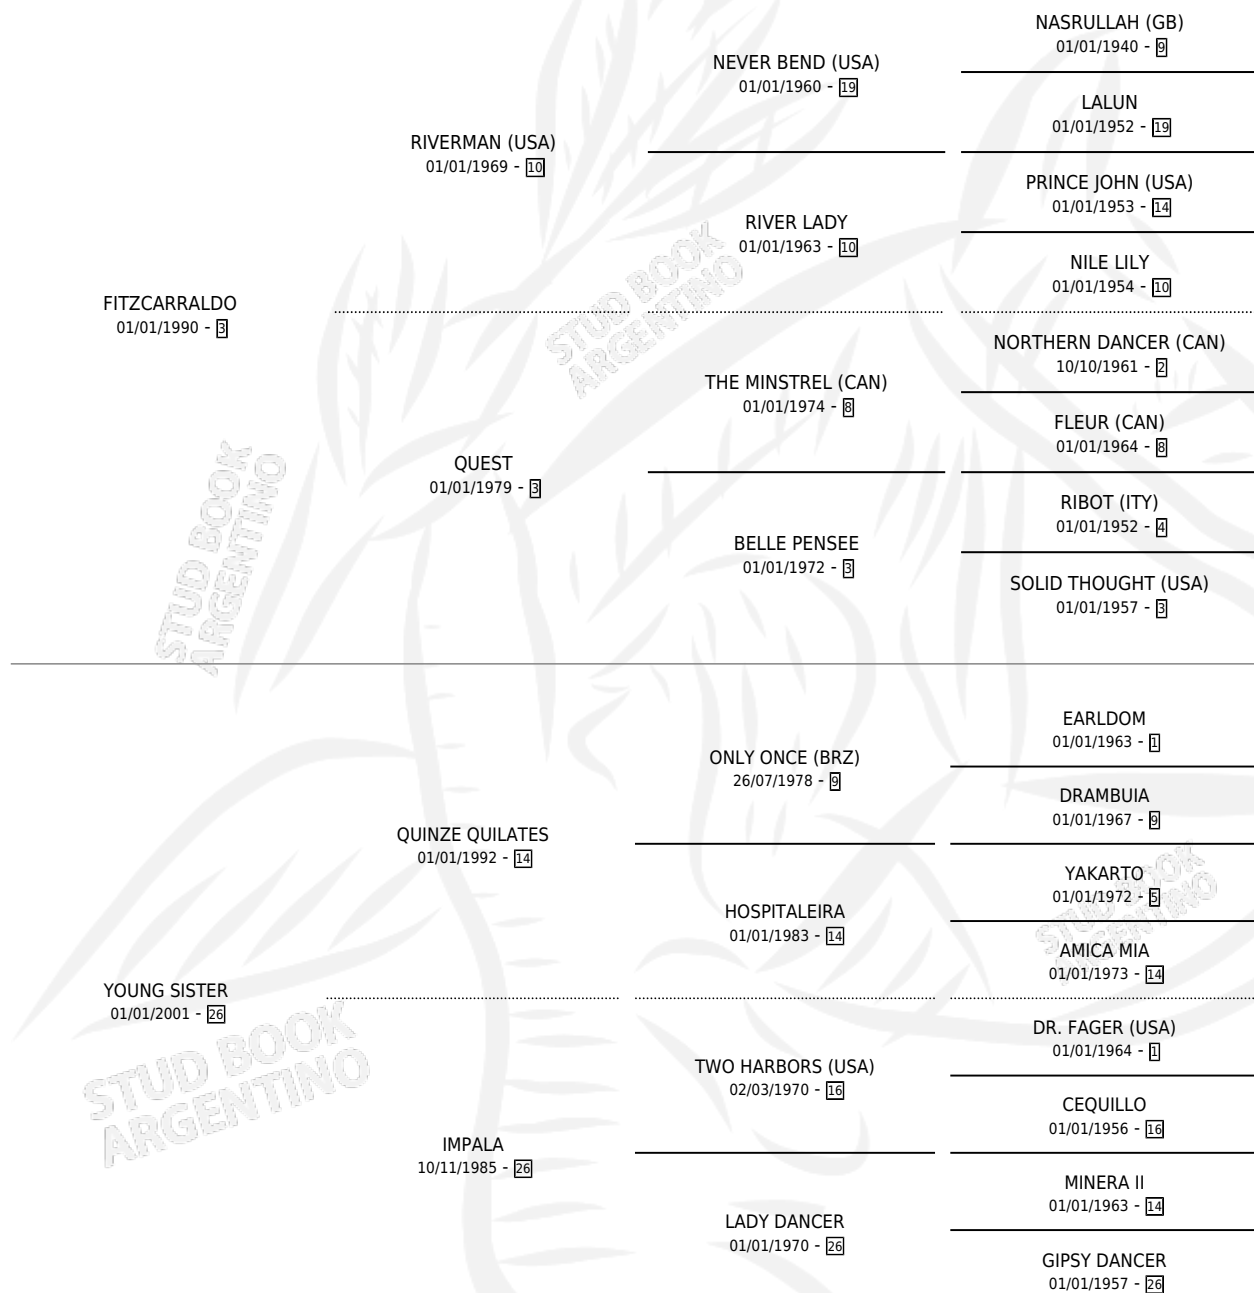 NASRULLAH (GB)
01/01/1940 - 9
NEVER BEND (USA)
01/01/1960 - 19
LALUN
01/01/1952 - 19
RIVERMAN (USA)
01/01/1969 - 10
PRINCE JOHN (USA)
01/01/1953 - 14
RIVER LADY
01/01/1963 - 10
NILE LILY
01/01/1954 - 10
STUD BOOK
ARGENTINO
FITZCARRALDO
01/01/1990 - 3
NORTHERN DANCER (CAN)
10/10/1961 - 2
THE MINSTREL (CAN)
01/01/1974 - 8
FLEUR (CAN)
01/01/1964 - 8
QUEST
01/01/1979 - 3
RIBOT (ITY)
01/01/1952 - 4
BELLE PENSEE
01/01/1972 - 3
SOLID THOUGHT (USA)
01/01/1957 - 3
STUD BOOK
ARGENTINO
EARLDOM
01/01/1963 - 1
ONLY ONCE (BRZ)
26/07/1978 - 9
DRAMBUIA
01/01/1967 - 9
QUINZE QUILATES
01/01/1992 - 14
YAKARTO
01/01/1972 - 5
HOSPITALEIRA
01/01/1983 - 14
AMICA MIA
01/01/1973 - 14
STUD BOOK
ARGENTINO
YOUNG SISTER
01/01/2001 - 26
DR. FAGER (USA)
01/01/1964 - 1
TWO HARBORS (USA)
02/03/1970 - 16
CEQUILLO
01/01/1956 - 16
IMPALA
10/11/1985 - 26
MINERA II
01/01/1963 - 14
LADY DANCER
01/01/1970 - 26
GIPSY DANCER
01/01/1957 - 26
STUD BOOK
ARGENTINO